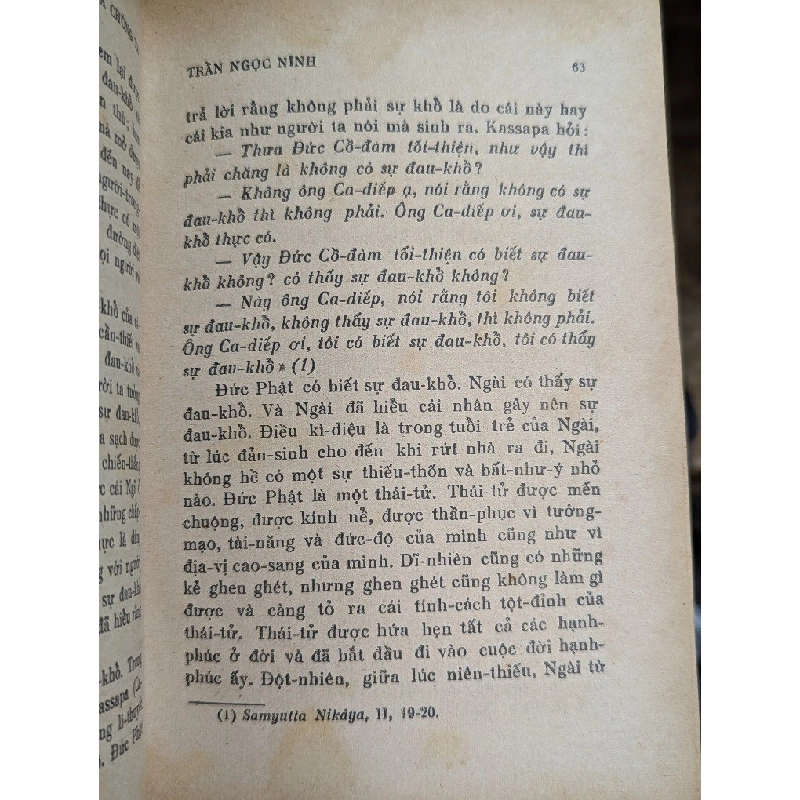 TRẦN NGỌC NINH 63
trả lời rằng không phải sự khổ là do cái này hay
cái kia như người ta nói mà sinh ra. Kassapa hỏi :
— Thưa Đức Cồ-đàm tối-thiện, như vậy thì
phải chăng là không có sự đau-khổ ?
— Không ông Ca-diếp ạ, nói rằng không có sự
đau-khổ thì không phải. Ông Ca-diếp ơi, sự đau-
khổ thực có.
— Vậy Đức Cồ-đàm tối-thiện có biết sự đau-
khổ không? có thấy sự đau-khổ không ?
— Này ông Ca-diếp, nói rằng tôi không biết
sự đau-khổ, không thấy sự đau-khổ, thì không phải.
Ông Ca-diếp ơi, tôi có biết sự đau-khổ, tôi có thấy
sự đau-khổ » (1)
Đức Phật có biết sự đau-khổ. Ngài có thấy sự
đau-khổ. Và Ngài đã hiểu cái nhân gây nên sự
đau-khổ. Điều kì-diệu là trong tuổi trẻ của Ngài,
từ lúc đản-sinh cho đến khi rứt nhà ra đi, Ngài
không hề có một sự thiếu-thốn và bất-như-ý nhỏ
nào. Đức Phật là một thái-tử. Thái-tử được mến
chuộng, được kính nể, được thần-phục vì tướng-
mạo, tài-năng và đức-độ của mình cũng như vì
địa-vị cao-sang của mình. Dĩ-nhiên cũng có những
kẻ ghen ghét, nhưng ghen ghét cũng không làm gì
được và càng tỏ ra cái tính-cách tột-đỉnh của
thái-tử. Thái-tử được hứa hẹn tất cả các hạnh-
phúc ở đời và đã bắt đầu đi vào cuộc đời hạnh-
phúc ấy. Đột-nhiên, giữa lúc niên-thiếu, Ngài từ
(1) Samyutta Nikâya, II, 19-20.